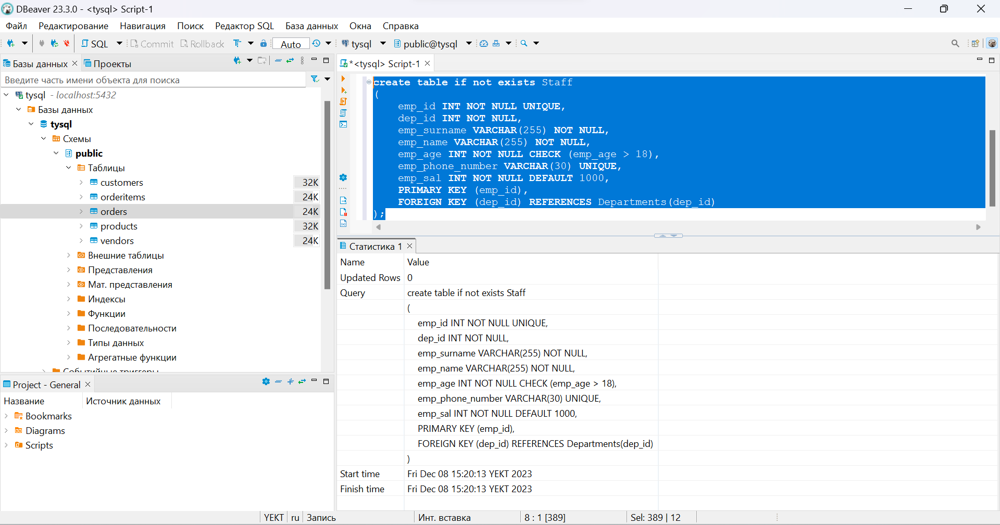 DBeaver 23.3.0 - <tysql> Script-1
Файл Редактирование Навигация Поиск Редактор SQL База данных Окна Справка
SQL Commit Rollback Auto tysql public@tysql
Базы данных Проекты
Введите часть имени объекта для поиска
tysql - localhost:5432
Базы данных
tysql
Схемы
public
Таблицы
customers 32K
orderitems 24K
orders 24K
products 32K
vendors 24K
Внешние таблицы
Представления
Мат. представления
Индексы
Функции
Последовательности
Типы данных
Агрегатные функции
Событийные триггеры
Project - General
Название Источник данных
Bookmarks
Diagrams
Scripts
*<tysql> Script-1
create table if not exists Staff
(
emp_id INT NOT NULL UNIQUE,
dep_id INT NOT NULL,
emp_surname VARCHAR(255) NOT NULL,
emp_name VARCHAR(255) NOT NULL,
emp_age INT NOT NULL CHECK (emp_age > 18),
emp_phone_number VARCHAR(30) UNIQUE,
emp_sal INT NOT NULL DEFAULT 1000,
PRIMARY KEY (emp_id),
FOREIGN KEY (dep_id) REFERENCES Departments(dep_id)
);
Статистика 1
Name Value
Updated Rows 0
Query create table if not exists Staff
(
emp_id INT NOT NULL UNIQUE,
dep_id INT NOT NULL,
emp_surname VARCHAR(255) NOT NULL,
emp_name VARCHAR(255) NOT NULL,
emp_age INT NOT NULL CHECK (emp_age > 18),
emp_phone_number VARCHAR(30) UNIQUE,
emp_sal INT NOT NULL DEFAULT 1000,
PRIMARY KEY (emp_id),
FOREIGN KEY (dep_id) REFERENCES Departments(dep_id)
)
Start time Fri Dec 08 15:20:13 YEKT 2023
Finish time Fri Dec 08 15:20:13 YEKT 2023
YEKT ru Запись Инт. вставка 8 : 1 [389] Sel: 389 | 12